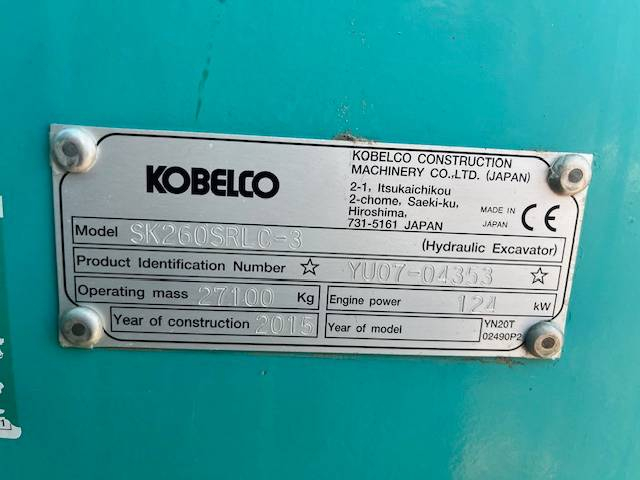 KOBELCO
KOBELCO CONSTRUCTION
MACHINERY CO.,LTD. (JAPAN)
2-1, Itsukaichikou
2-chome, Saeki-ku,
Hiroshima,
731-5161 JAPAN
MADE IN
JAPAN
CE
Model SK260SRLC-3 (Hydraulic Excavator)
Product Identification Number ☆ YU07-04353 ☆
Operating mass 27100 Kg
Engine power 124 kW
Year of construction 2015
Year of model
YN20T
02490P2